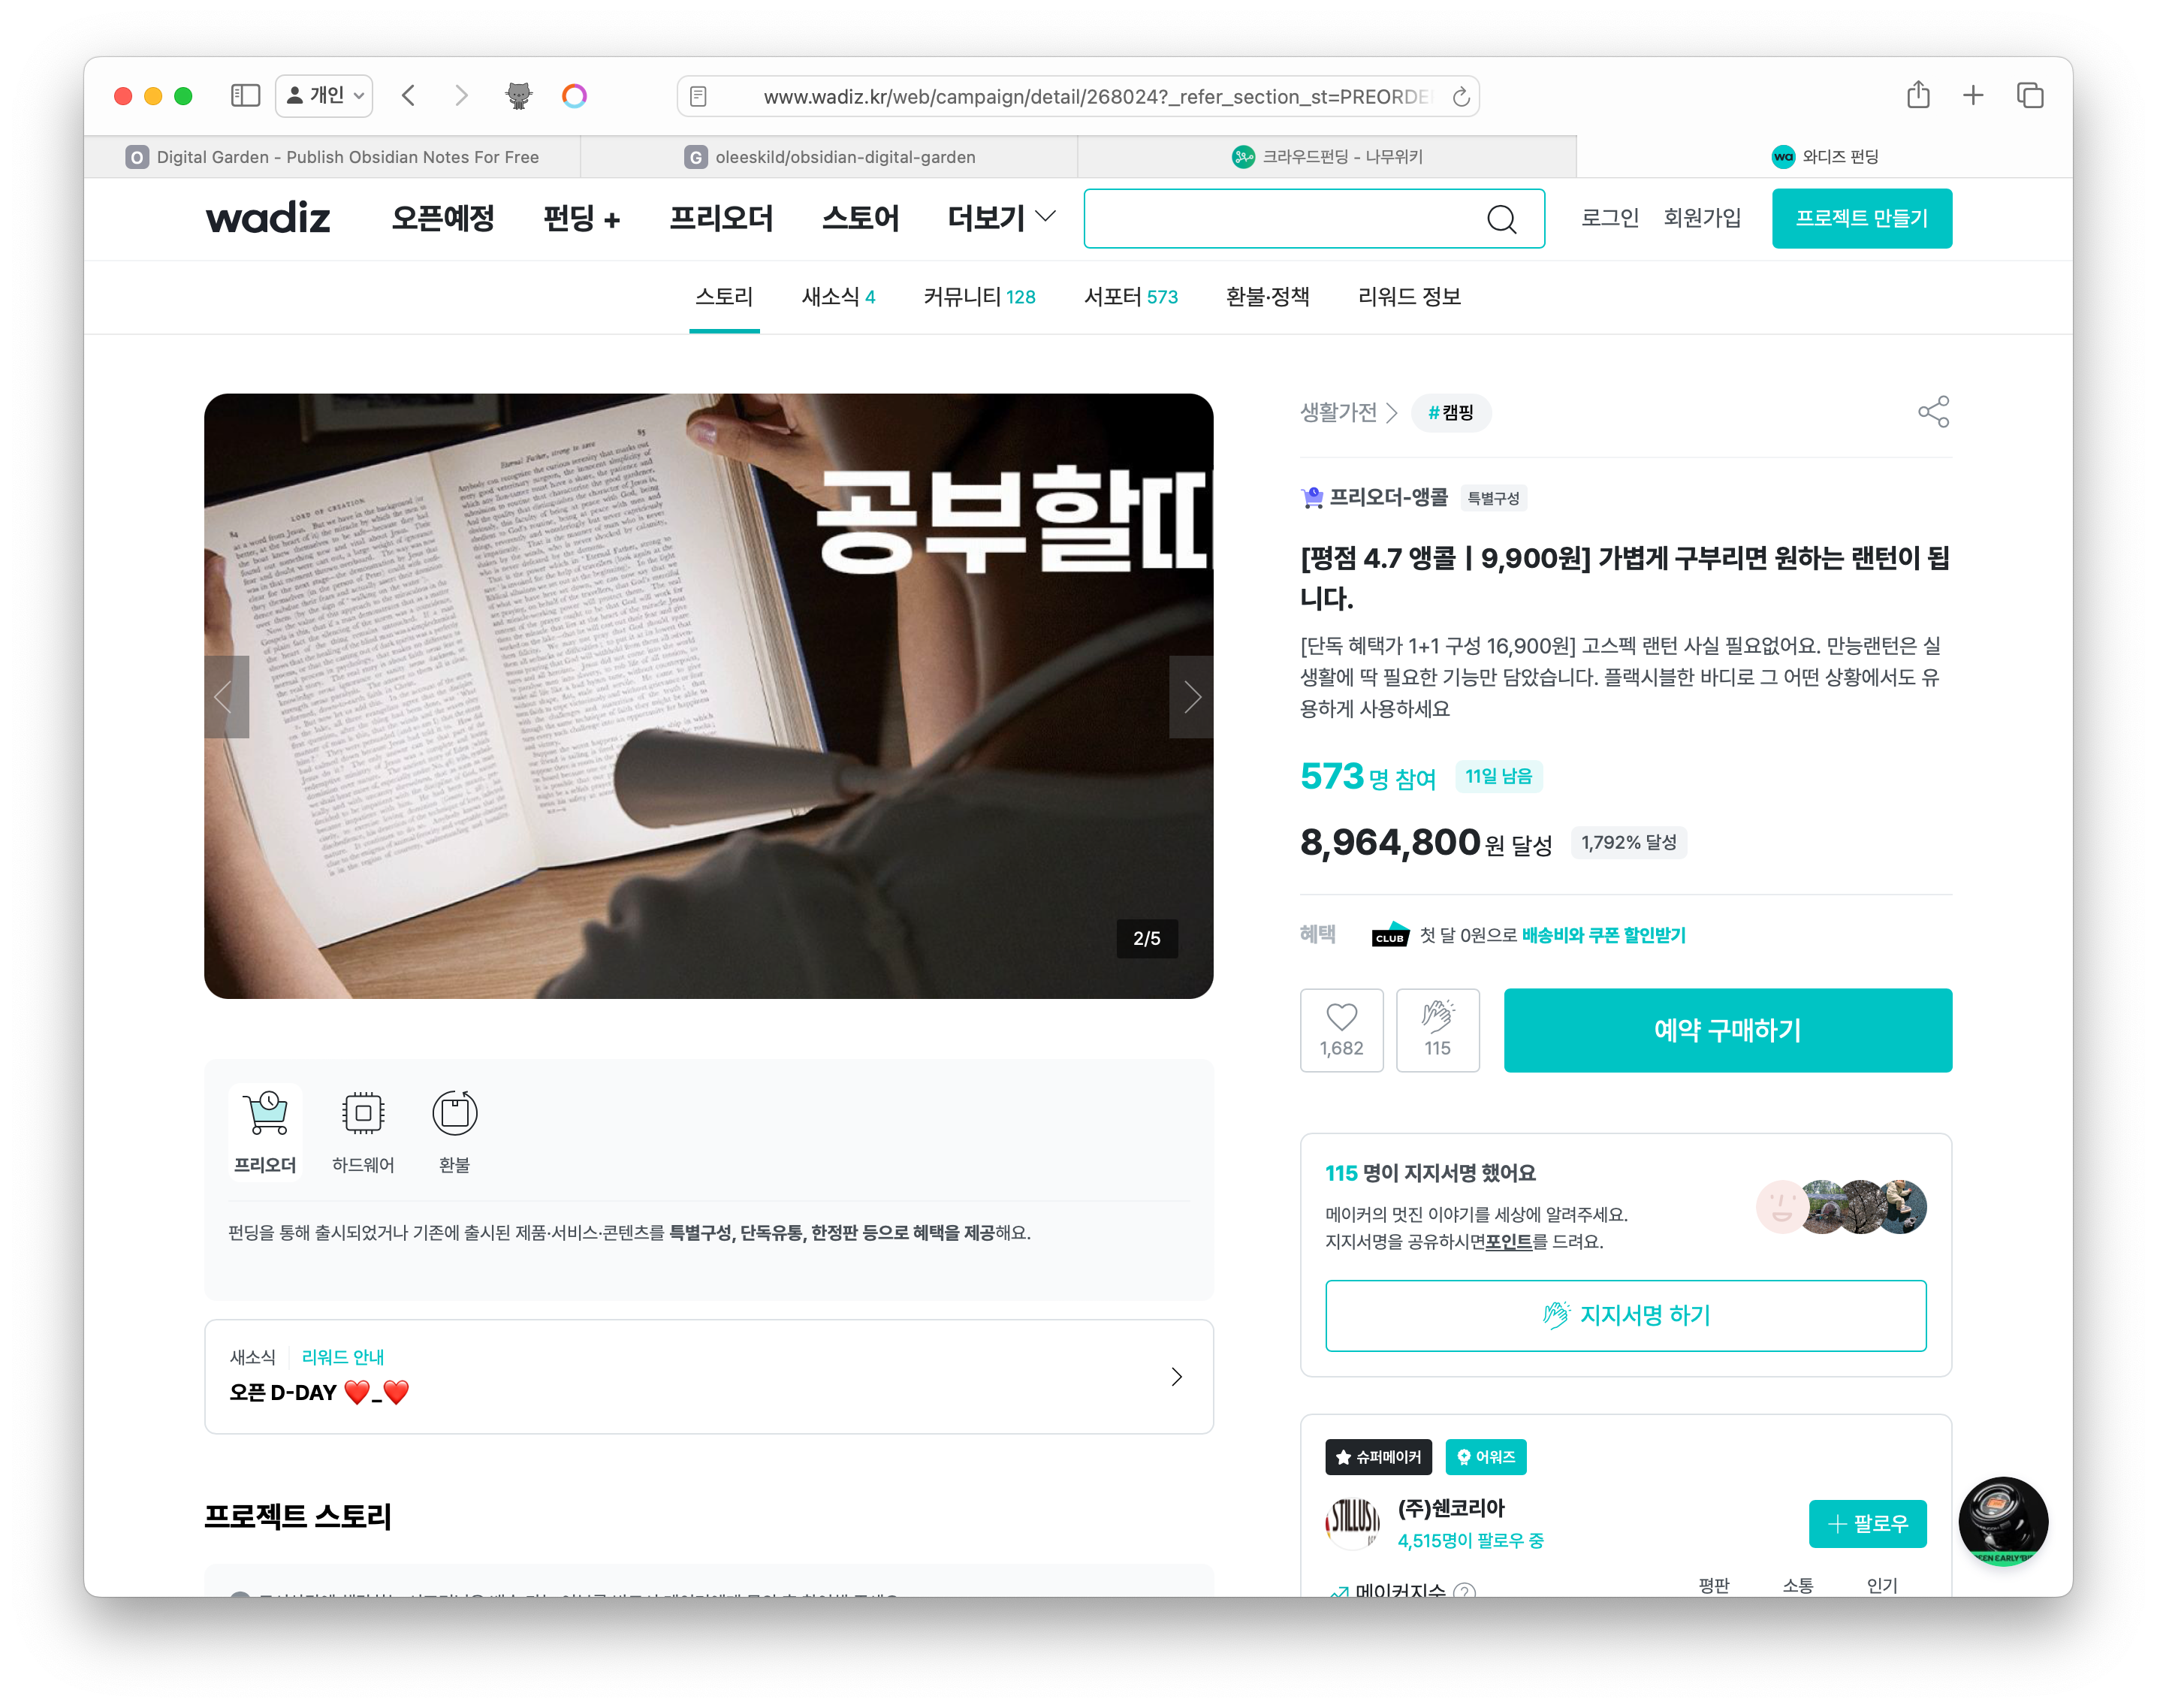 개인
www.wadiz.kr/web/campaign/detail/268024?_refer_section_st=PREORDE
O Digital Garden - Publish Obsidian Notes For Free
G oleeskild/obsidian-digital-garden
크라우드펀딩 - 나무위키
wa 와디즈 펀딩
wadiz 오픈예정 펀딩 + 프리오더 스토어 더보기 로그인 회원가입 프로젝트 만들기
스토리 새소식 4 커뮤니티 128 서포터 573 환불·정책 리워드 정보
LORD OF CREATION
Eternal Father, strong to save
84
85
공부할때
2/5
생활가전 #캠핑
프리오더-앵콜 특별구성
[평점 4.7 앵콜 | 9,900원] 가볍게 구부리면 원하는 랜턴이 됩
니다.
[단독 혜택가 1+1 구성 16,900원] 고스펙 랜턴 사실 필요없어요. 만능랜턴은 실
생활에 딱 필요한 기능만 담았습니다. 플랙시블한 바디로 그 어떤 상황에서도 유
용하게 사용하세요
573명 참여 11일 남음
8,964,800원 달성 1,792% 달성
혜택 CLUB 첫 달 0원으로 배송비와 쿠폰 할인받기
1,682
115
예약 구매하기
프리오더 하드웨어 환불
펀딩을 통해 출시되었거나 기존에 출시된 제품·서비스·콘텐츠를 특별구성, 단독유통, 한정판 등으로 혜택을 제공해요.
새소식 리워드 안내
오픈 D-DAY ❤️_❤️
프로젝트 스토리
115 명이 지지서명 했어요
메이커의 멋진 이야기를 세상에 알려주세요.
지지서명을 공유하시면포인트를 드려요.
지지서명 하기
슈퍼메이커 어워즈
STILLUST
(주)쉔코리아
4,515명이 팔로우 중
팔로우
메이커지수 ?
평판 소통 인기